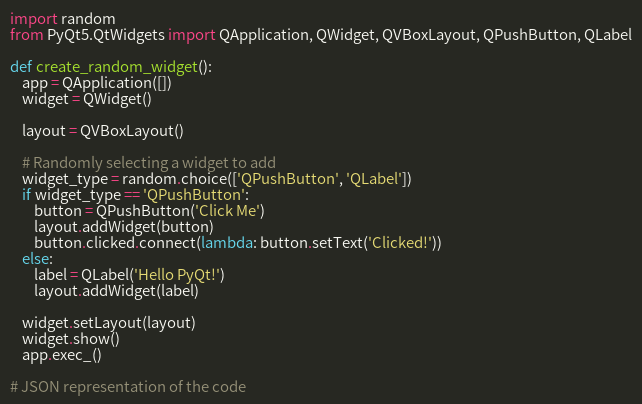 import random
from PyQt5.QtWidgets import QApplication, QWidget, QVBoxLayout, QPushButton, QLabel

def create_random_widget():
    app = QApplication([])
    widget = QWidget()

    layout = QVBoxLayout()

    # Randomly selecting a widget to add
    widget_type = random.choice(['QPushButton', 'QLabel'])
    if widget_type == 'QPushButton':
        button = QPushButton('Click Me')
        layout.addWidget(button)
        button.clicked.connect(lambda: button.setText('Clicked!'))
    else:
        label = QLabel('Hello PyQt!')
        layout.addWidget(label)

    widget.setLayout(layout)
    widget.show()
    app.exec_()

# JSON representation of the code